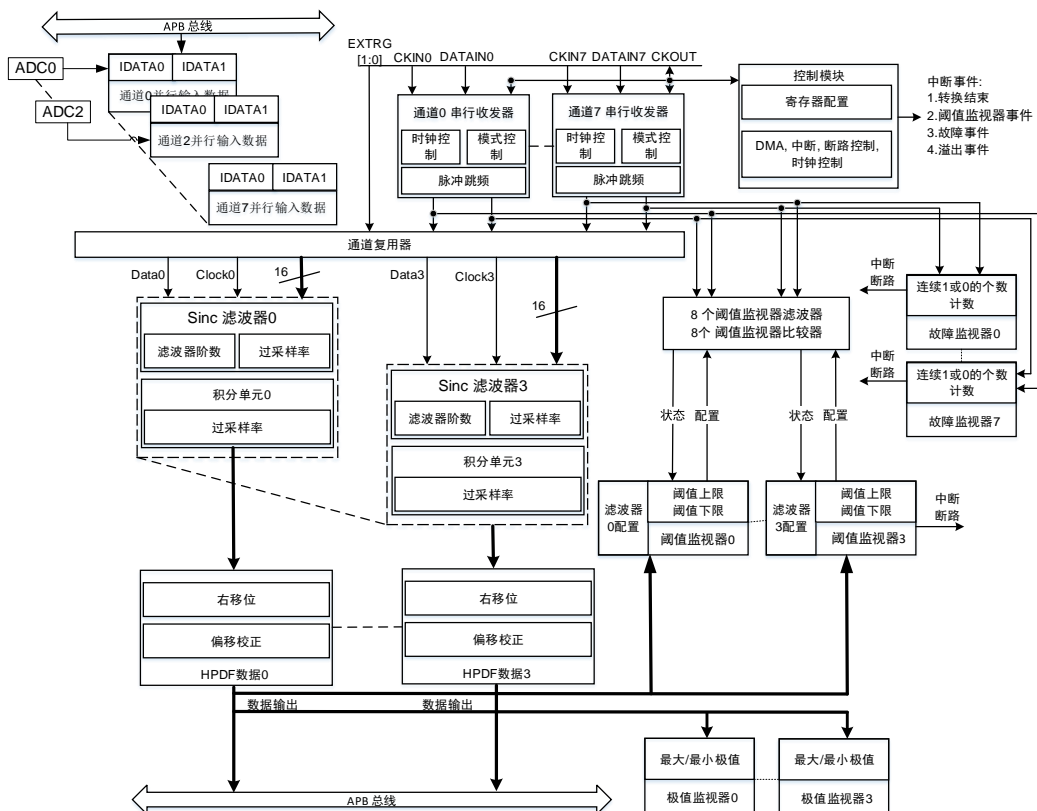 APB 总线
ADC0
IDATA0 IDATA1
通道0并行输入数据
ADC2
IDATA0 IDATA1
通道2并行输入数据
IDATA0 IDATA1
通道7并行输入数据
EXTRG
[1:0]
CKIN0 DATAIN0
CKIN7 DATAIN7 CKOUT
通道0 串行收发器
时钟控制
模式控制
脉冲跳频
通道7 串行收发器
时钟控制
模式控制
脉冲跳频
控制模块
寄存器配置
DMA, 中断, 断路控制,
时钟控制
中断事件:
1.转换结束
2.阈值监视器事件
3.故障事件
4.溢出事件
通道复用器
Data0
Clock0
16
Data3
Clock3
16
Sinc 滤波器0
滤波器阶数
过采样率
积分单元0
过采样率
Sinc 滤波器3
滤波器阶数
过采样率
积分单元3
过采样率
8 个阈值监视器滤波器
8个 阈值监视器比较器
状态
配置
状态
配置
中断
断路
连续1或0的个数
计数
故障监视器0
中断
断路
连续1或0的个数
计数
故障监视器7
滤波器
0配置
阈值上限
阈值下限
阈值监视器0
滤波器
3配置
阈值上限
阈值下限
阈值监视器3
中断
断路
右移位
偏移校正
HPDF数据0
右移位
偏移校正
HPDF数据3
数据输出
数据输出
最大/最小极值
极值监视器0
最大/最小极值
极值监视器3
APB 总线